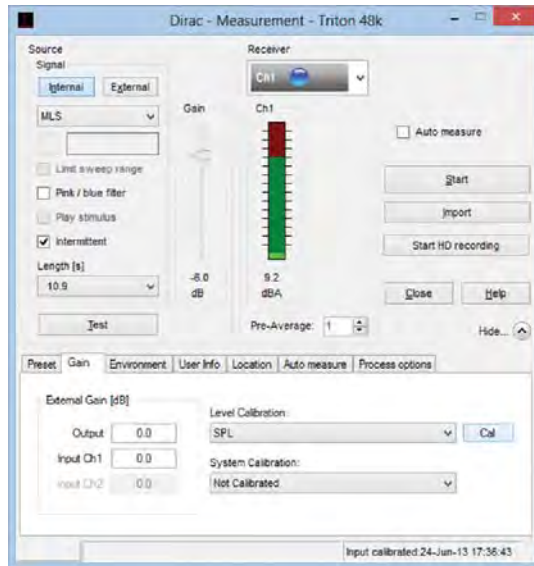 Dirac - Measurement - Triton 48k
Source
Receiver
Signal
Internal External
Ch1
MLS
Gain
Ch1
Auto measure
Limit sweep range
Pink / blue filter
Play stimulus
Intermittent
Start
Import
Start HD recording
Length [s]
10.9
-6.0
dB
9.2
dBA
Close Help
Test
Pre-Average: 1
Hide...
Preset Gain Environment User Info Location Auto measure Process options
External Gain [dB]
Output 0.0
Input Ch1 0.0
Input Ch2 0.0
Level Calibration:
SPL
Cal
System Calibration:
Not Calibrated
Input calibrated:24-Jun-13 17:36:43